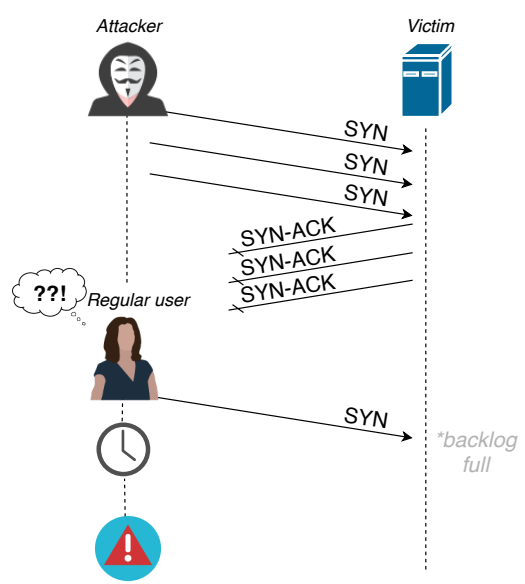 Attacker
Victim
SYN
SYN
SYN
SYN-ACK
SYN-ACK
SYN-ACK
??!
Regular user
SYN
*backlog
full